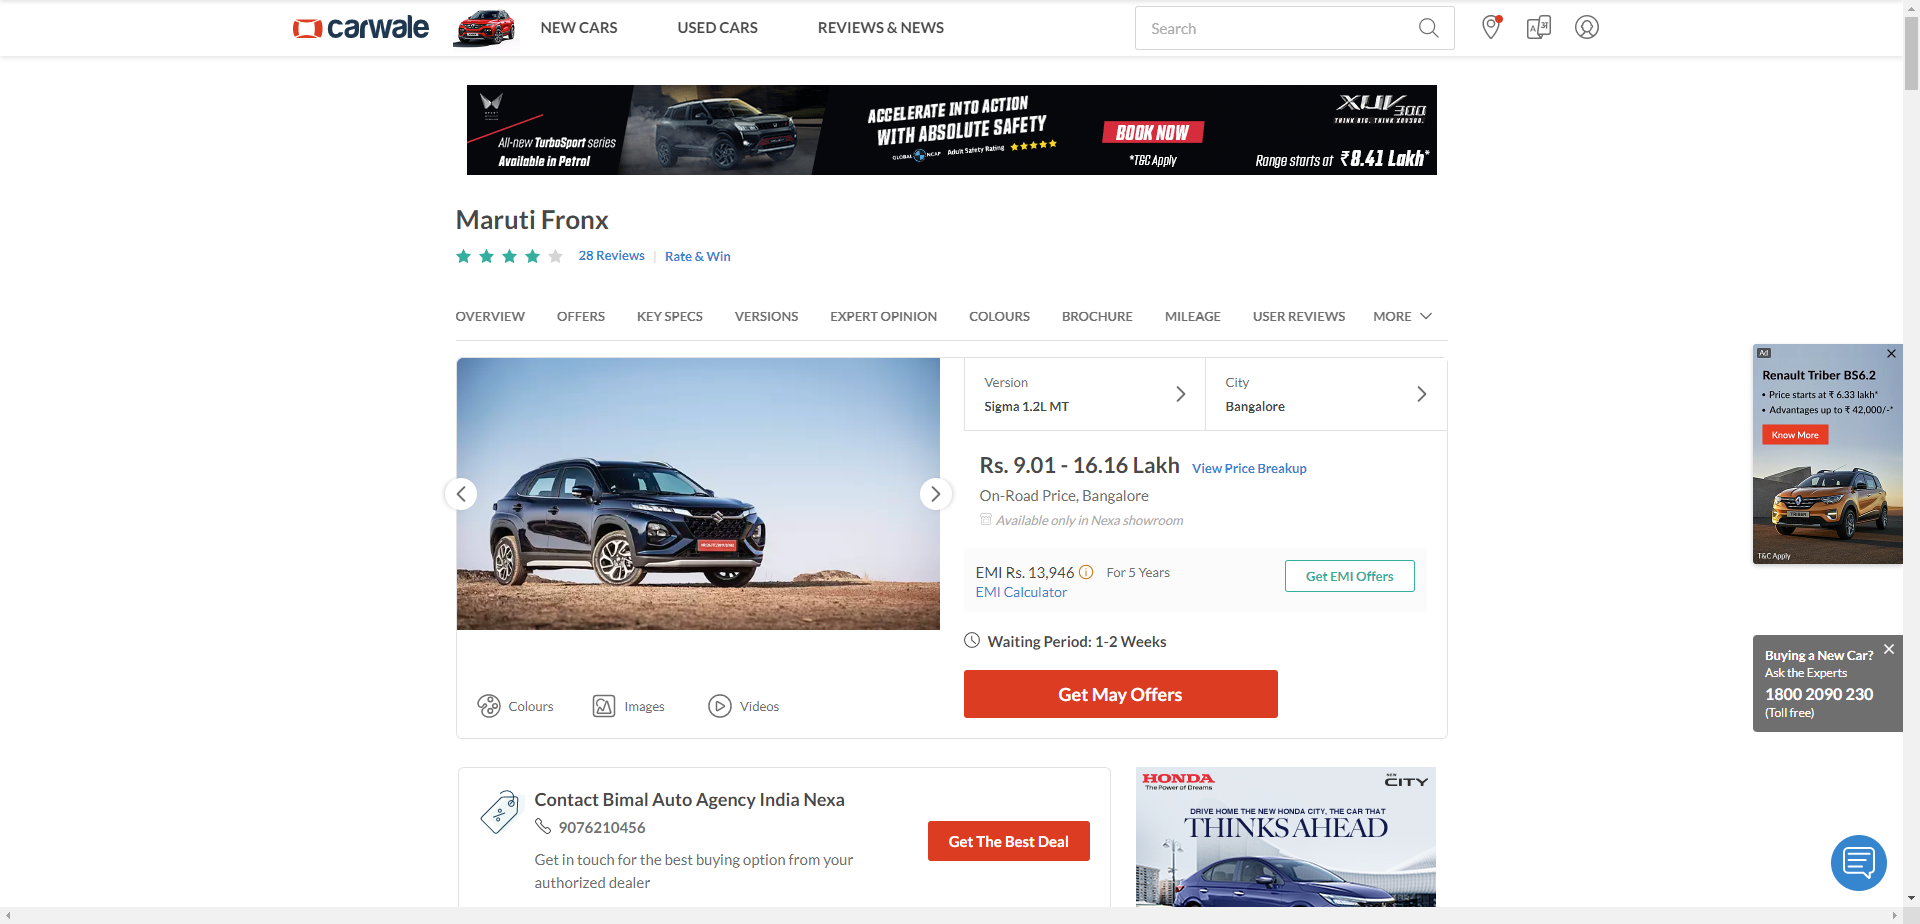 carwale
NEW CARS
USED CARS
REVIEWS & NEWS
Search
All-new TurboSport series
Available in Petrol
ACCELERATE INTO ACTION
WITH ABSOLUTE SAFETY
GLOBAL NCAP Adult Safety Rating
BOOK NOW
*T&C Apply
XUV300
THINK BIG. THINK XUV300.
Range starts at ₹8.41 Lakh*
Maruti Fronx
28 Reviews | Rate & Win
OVERVIEW
OFFERS
KEY SPECS
VERSIONS
EXPERT OPINION
COLOURS
BROCHURE
MILEAGE
USER REVIEWS
MORE
Version
Sigma 1.2L MT
City
Bangalore
Rs. 9.01 - 16.16 Lakh View Price Breakup
On-Road Price, Bangalore
Available only in Nexa showroom
EMI Rs. 13,946 For 5 Years
EMI Calculator
Get EMI Offers
Waiting Period: 1-2 Weeks
Get May Offers
Colours
Images
Videos
Ad
Renault Triber BS6.2
• Price starts at ₹ 6.33 lakh*
• Advantages up to ₹ 42,000/-*
Know More
TRIBER
T&C Apply
Buying a New Car?
Ask the Experts
1800 2090 230
(Toll free)
Contact Bimal Auto Agency India Nexa
9076210456
Get in touch for the best buying option from your
authorized dealer
Get The Best Deal
HONDA
The Power of Dreams
NEW
CITY
DRIVE HOME THE NEW HONDA CITY, THE CAR THAT
THINKS AHEAD